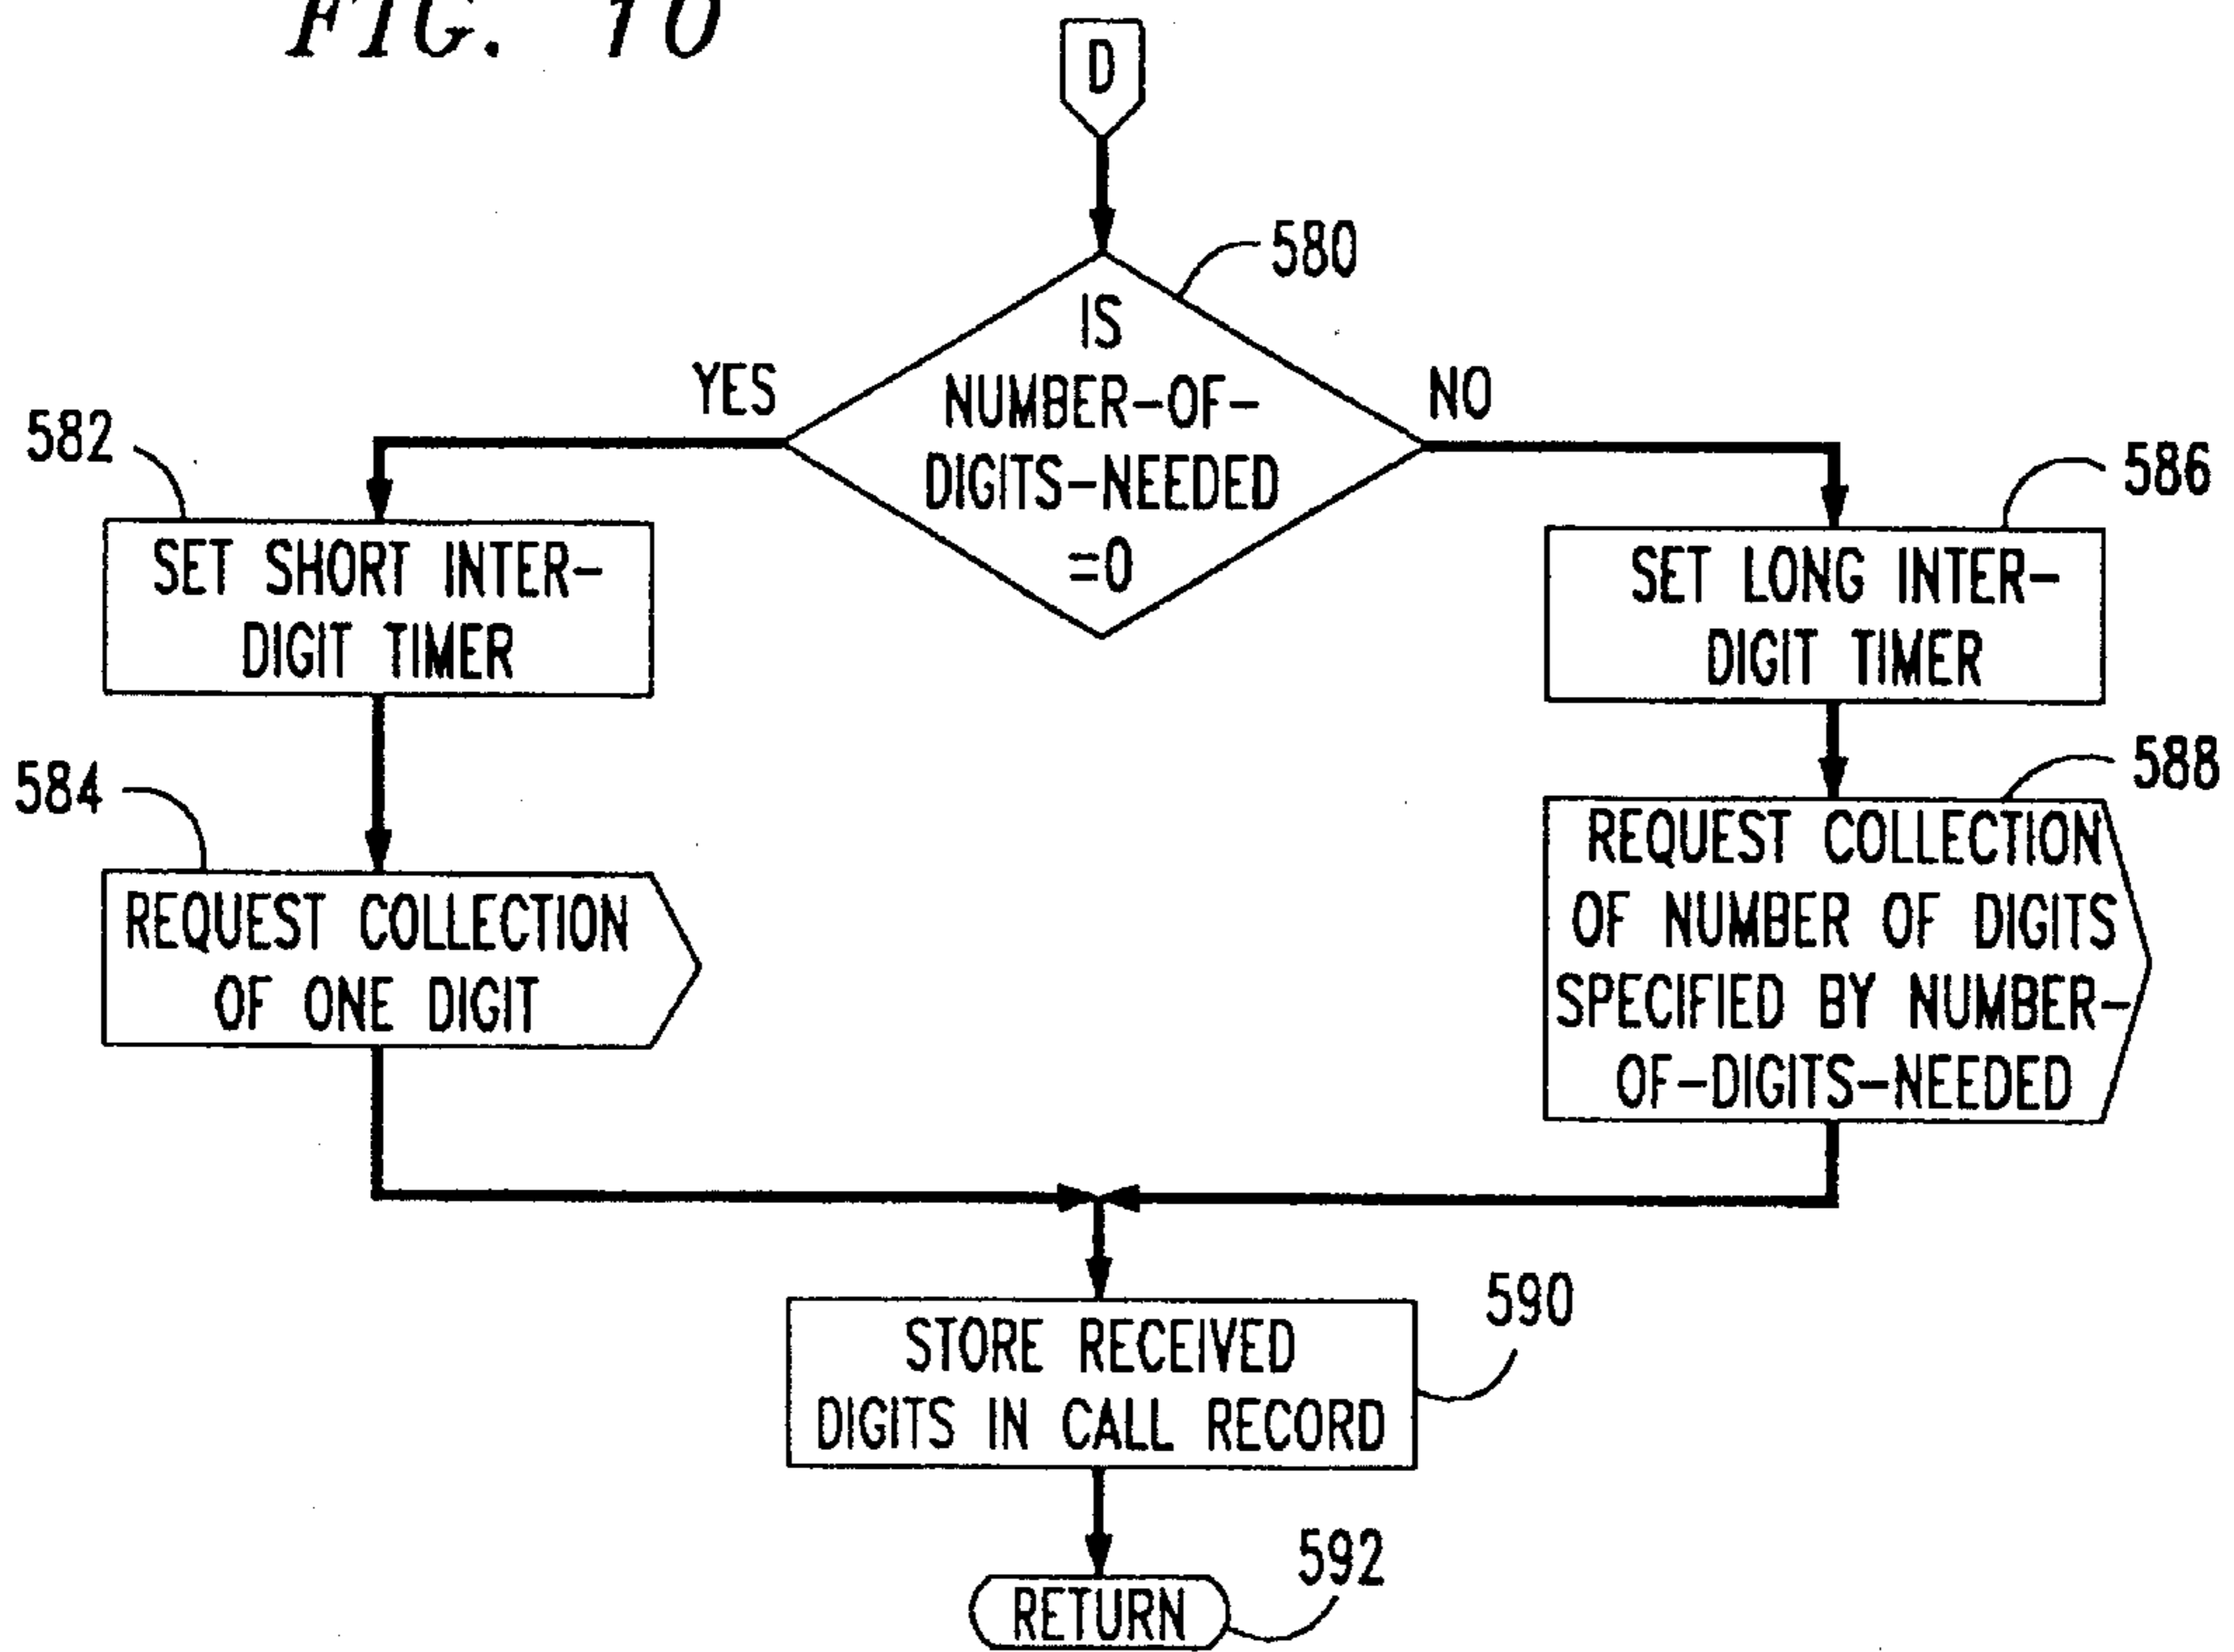 FIG. 10
D
580
IS
NUMBER-OF-
DIGITS-NEEDED
=0
YES
NO
582
SET SHORT INTER-
DIGIT TIMER
586
SET LONG INTER-
DIGIT TIMER
584
REQUEST COLLECTION
OF ONE DIGIT
588
REQUEST COLLECTION
OF NUMBER OF DIGITS
SPECIFIED BY NUMBER-
OF-DIGITS-NEEDED
590
STORE RECEIVED
DIGITS IN CALL RECORD
592
RETURN